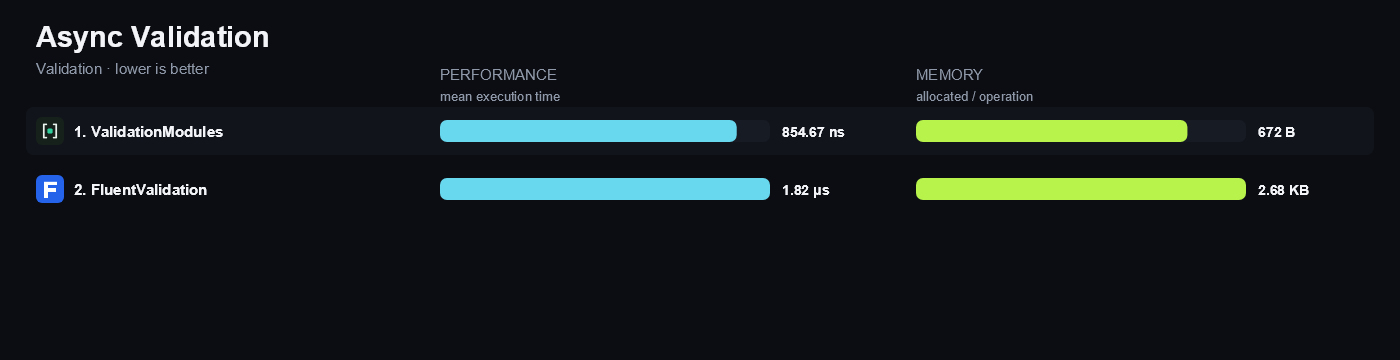 Async Validation
Validation · lower is better
PERFORMANCE
mean execution time
MEMORY
allocated / operation
1. ValidationModules
854.67 ns
672 B
F
2. FluentValidation
1.82 µs
2.68 KB